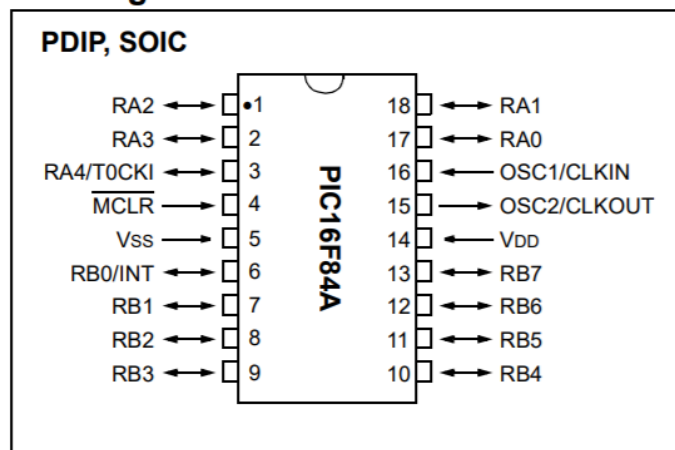 PDIP, SOIC
RA2 •1 18 RA1
RA3 2 17 RA0
RA4/T0CKI 3 16 OSC1/CLKIN
MCLR 4 15 OSC2/CLKOUT
VSS 5 14 VDD
RB0/INT 6 13 RB7
RB1 7 12 RB6
RB2 8 11 RB5
RB3 9 10 RB4
PIC16F84A